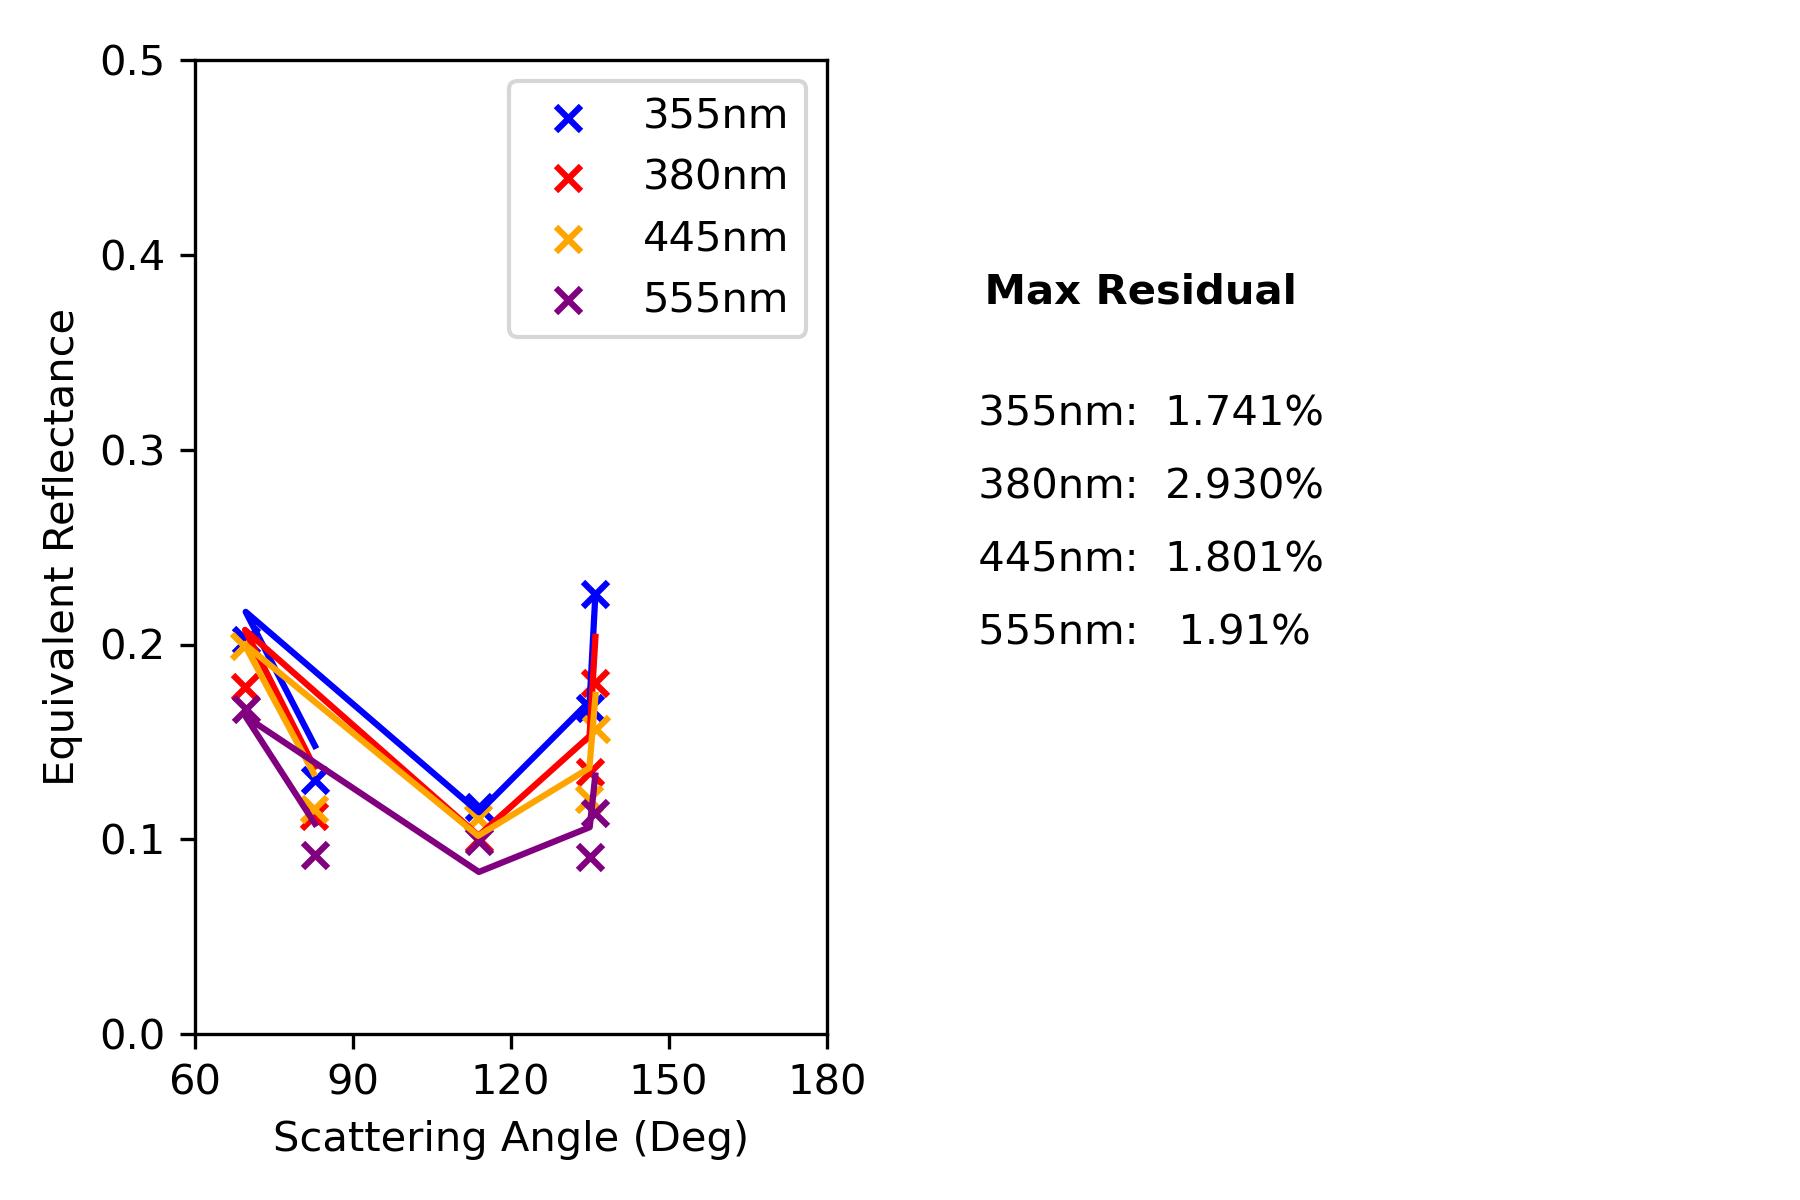 0.5
0.4
0.3
0.2
0.1
0.0
60 90 120 150 180
Equivalent Reflectance
Scattering Angle (Deg)
355nm
380nm
445nm
555nm
Max Residual
355nm: 1.741%
380nm: 2.930%
445nm: 1.801%
555nm: 1.91%